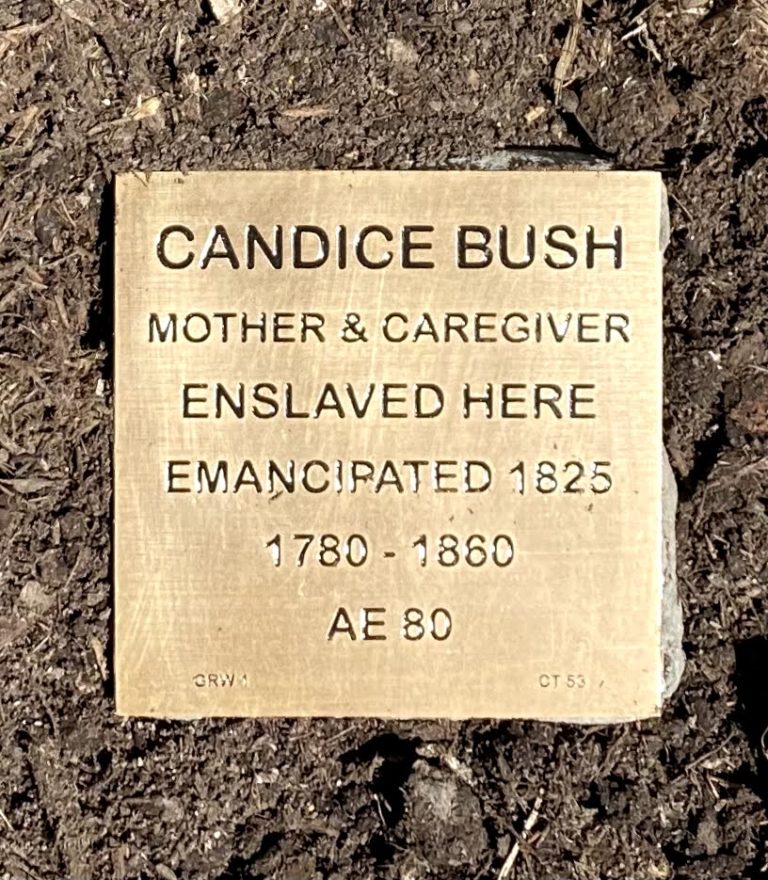 CANDICE BUSH
MOTHER & CAREGIVER
ENSLAVED HERE
EMANCIPATED 1825
1780 - 1860
AE 80
GRW 1 CT 53